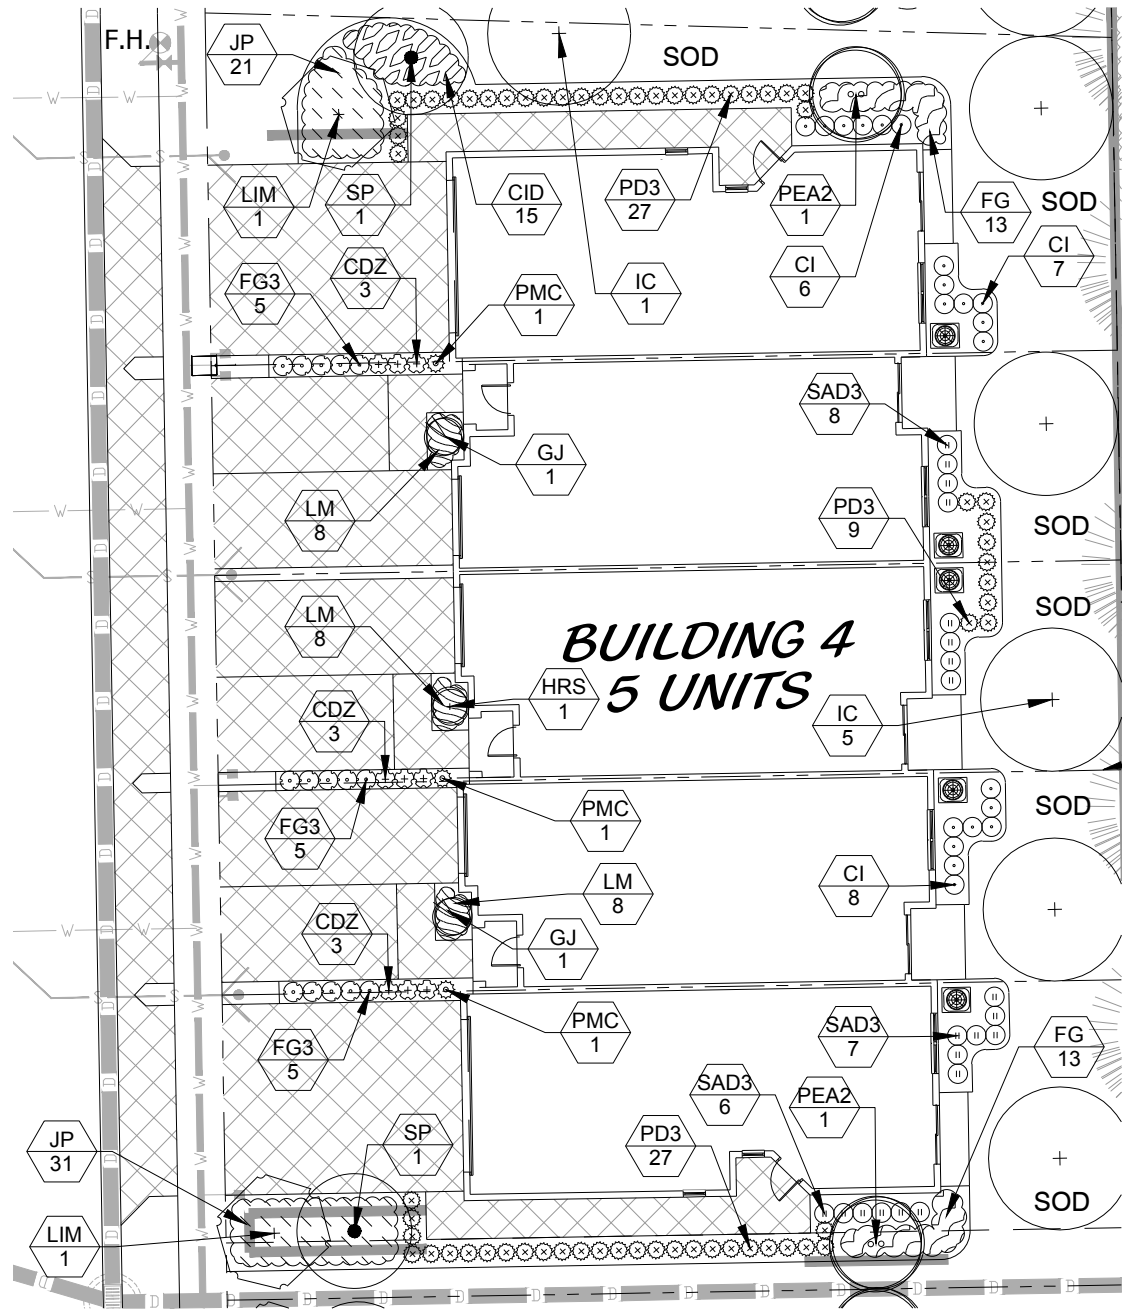 F.H.
JP
21
SOD
LIM
1
SP
1
CID
15
PD3
27
PEA2
1
FG
13
SOD
CI
7
FG3
5
CDZ
3
PMC
1
IC
1
CI
6
SAD3
8
GJ
1
LM
8
PD3
9
SOD
LM
8
SOD
BUILDING 4
5 UNITS
HRS
1
CDZ
3
IC
5
FG3
5
PMC
1
SOD
LM
8
CI
8
CDZ
3
GJ
1
FG3
5
PMC
1
SAD3
7
FG
13
SAD3
6
PEA2
1
JP
31
SP
1
PD3
27
SOD
LIM
1
W
W
W
W
W
W
S
S
S
S
S
S
D
D
D
D
D
D